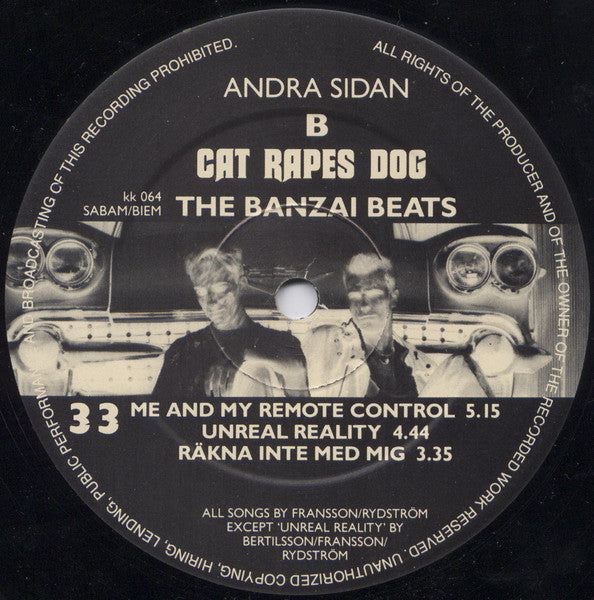 ANDRA SIDAN
B
CAT RAPES DOG
kk 064
SABAM/BIEM
THE BANZAI BEATS
33
ME AND MY REMOTE CONTROL 5.15
UNREAL REALITY 4.44
RÄKNA INTE MED MIG 3.35
ALL SONGS BY FRANSSON/RYDSTRÖM
EXCEPT 'UNREAL REALITY' BY
BERTILSSON/FRANSSON/
RYDSTRÖM
ALL RIGHTS OF THE PRODUCER AND OF THE OWNER OF THE RECORDED WORK RESERVED. UNAUTHORIZED COPYING, HIRING, LENDING, PUBLIC PERFORMANCE AND BROADCASTING OF THIS RECORDING PROHIBITED.